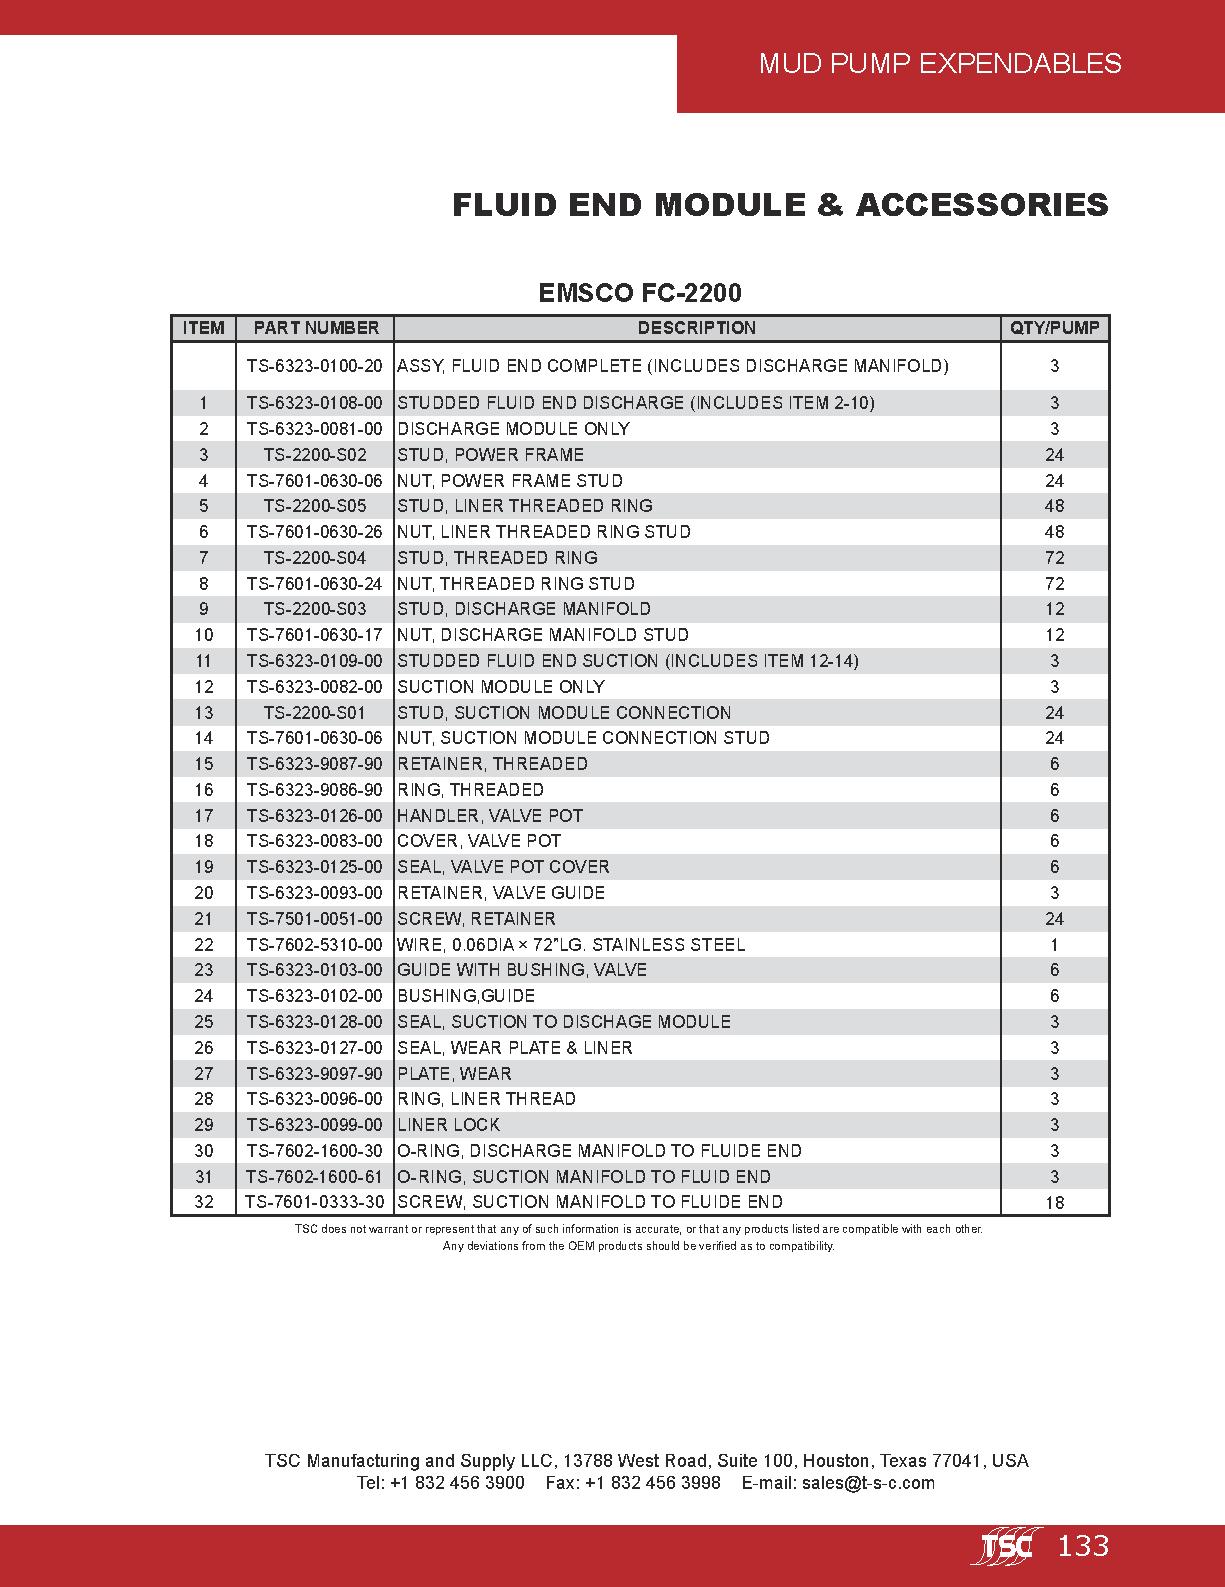 MUD PUMP EXPENDABLES
FLUID END MODULE & ACCESSORIES
EMSCO FC-2200
ITEM PART NUMBER DESCRIPTION QTY/PUMP
TS-6323-0100-20 ASSY, FLUID END COMPLETE (INCLUDES DISCHARGE MANIFOLD) 3
1 TS-6323-0108-00 STUDDED FLUID END DISCHARGE (INCLUDES ITEM 2-10) 3
2 TS-6323-0081-00 DISCHARGE MODULE ONLY 3
3 TS-2200-S02 STUD, POWER FRAME 24
4 TS-7601-0630-06 NUT, POWER FRAME STUD 24
5 TS-2200-S05 STUD, LINER THREADED RING 48
6 TS-7601-0630-26 NUT, LINER THREADED RING STUD 48
7 TS-2200-S04 STUD, THREADED RING 72
8 TS-7601-0630-24 NUT, THREADED RING STUD 72
9 TS-2200-S03 STUD, DISCHARGE MANIFOLD 12
10 TS-7601-0630-17 NUT, DISCHARGE MANIFOLD STUD 12
11 TS-6323-0109-00 STUDDED FLUID END SUCTION (INCLUDES ITEM 12-14) 3
12 TS-6323-0082-00 SUCTION MODULE ONLY 3
13 TS-2200-S01 STUD, SUCTION MODULE CONNECTION 24
14 TS-7601-0630-06 NUT, SUCTION MODULE CONNECTION STUD 24
15 TS-6323-9087-90 RETAINER, THREADED 6
16 TS-6323-9086-90 RING, THREADED 6
17 TS-6323-0126-00 HANDLER, VALVE POT 6
18 TS-6323-0083-00 COVER, VALVE POT 6
19 TS-6323-0125-00 SEAL, VALVE POT COVER 6
20 TS-6323-0093-00 RETAINER, VALVE GUIDE 3
21 TS-7501-0051-00 SCREW, RETAINER 24
22 TS-7602-5310-00 WIRE, 0.06DIA × 72"LG. STAINLESS STEEL 1
23 TS-6323-0103-00 GUIDE WITH BUSHING, VALVE 6
24 TS-6323-0102-00 BUSHING,GUIDE 6
25 TS-6323-0128-00 SEAL, SUCTION TO DISCHAGE MODULE 3
26 TS-6323-0127-00 SEAL, WEAR PLATE & LINER 3
27 TS-6323-9097-90 PLATE, WEAR 3
28 TS-6323-0096-00 RING, LINER THREAD 3
29 TS-6323-0099-00 LINER LOCK 3
30 TS-7602-1600-30 O-RING, DISCHARGE MANIFOLD TO FLUIDE END 3
31 TS-7602-1600-61 O-RING, SUCTION MANIFOLD TO FLUID END 3
32 TS-7601-0333-30 SCREW, SUCTION MANIFOLD TO FLUIDE END 18
TSC does not warrant or represent that any of such information is accurate, or that any products listed are compatible with each other.
Any deviations from the OEM products should be verified as to compatibility.
TSC Manufacturing and Supply LLC, 13788 West Road, Suite 100, Houston, Texas 77041, USA
Tel: +1 832 456 3900 Fax: +1 832 456 3998 E-mail: sales@t-s-c.com
TSC 133